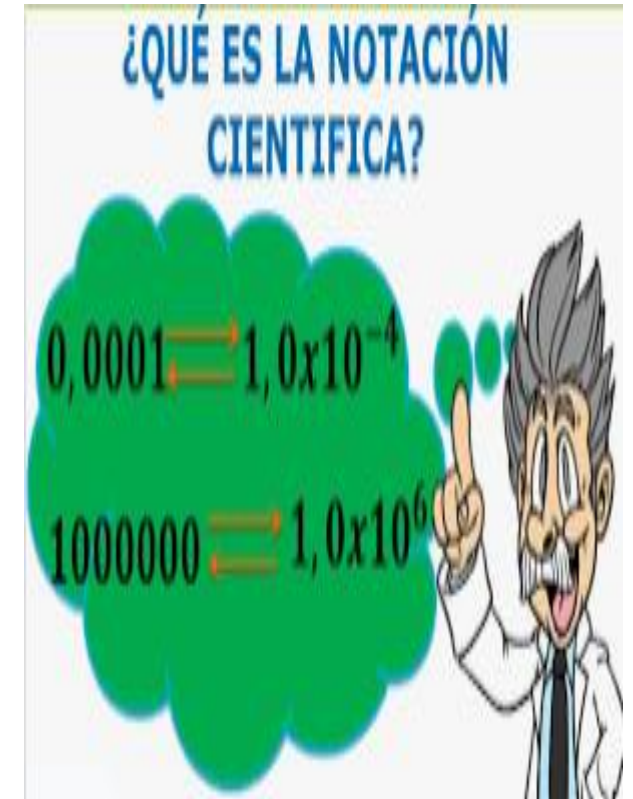 ¿QUÉ ES LA NOTACIÓN
CIENTIFICA?
0,0001 ⇄ 1,0x10⁻⁴
1000000 ⇄ 1,0x10⁶